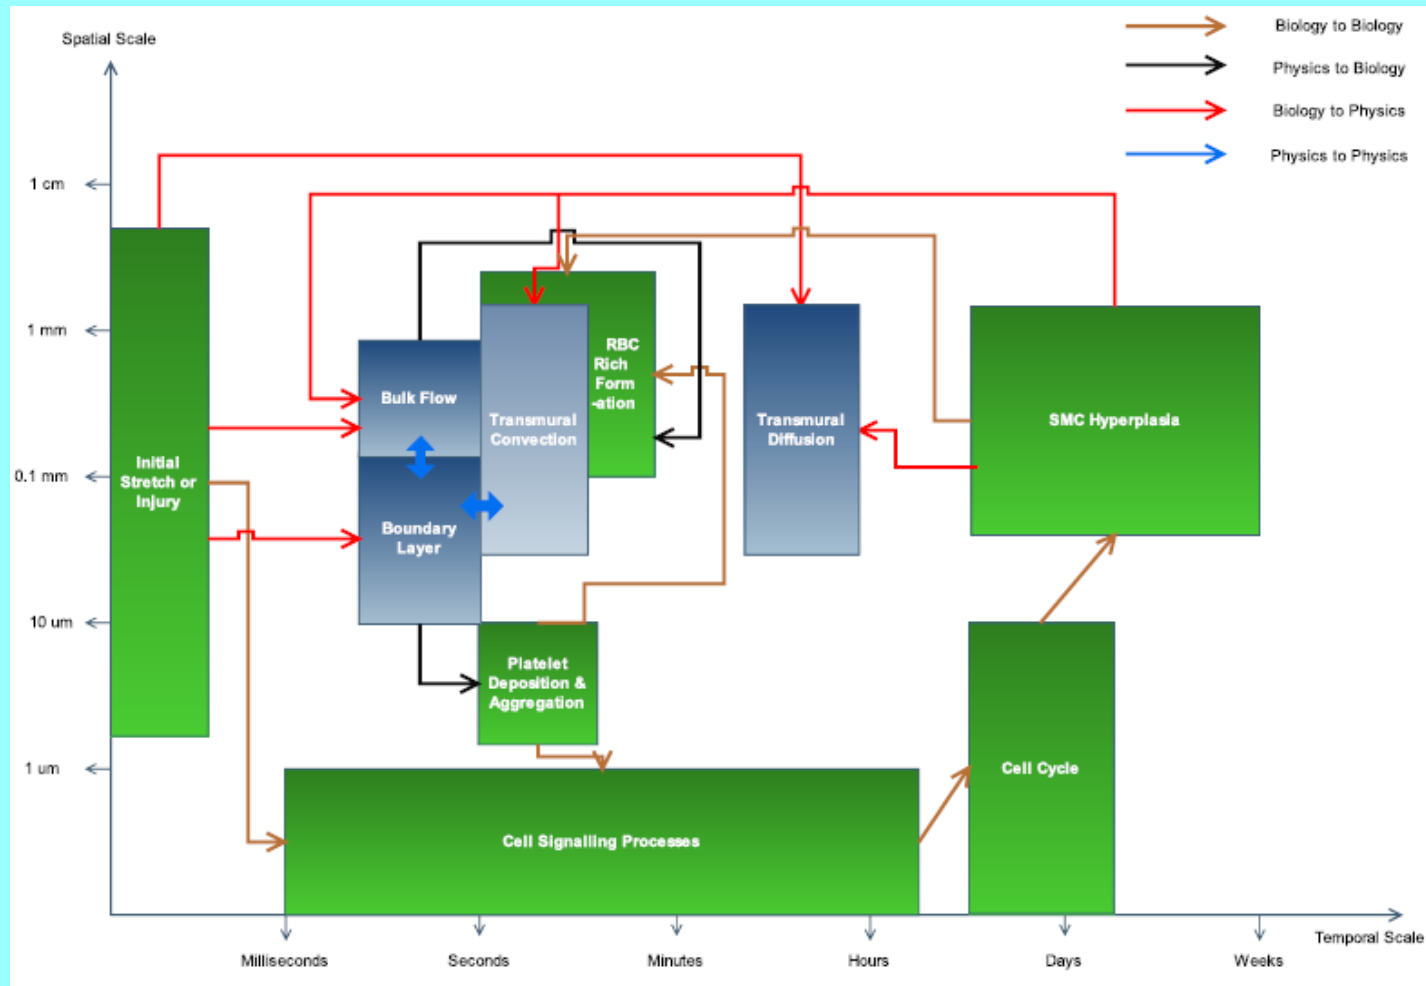 Spatial Scale
Biology to Biology
Physics to Biology
Biology to Physics
Physics to Physics
1 cm
1 mm
0.1 mm
10 um
1 um
Initial
Stretch or
Injury
Bulk Flow
Boundary
Layer
Transmural
Convection
RBC
Rich
Form
-ation
Transmural
Diffusion
SMC Hyperplasia
Platelet
Deposition &
Aggregation
Cell Signalling Processes
Cell Cycle
Temporal Scale
Milliseconds
Seconds
Minutes
Hours
Days
Weeks